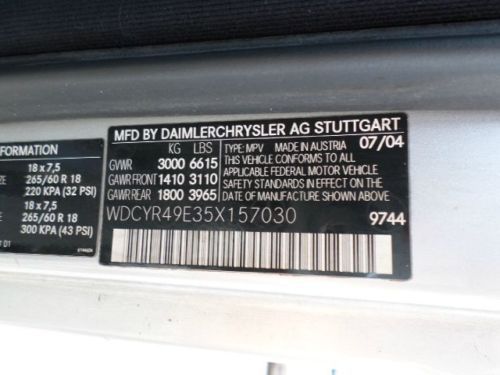 MFD BY DAIMLERCHRYSLER AG STUTTGART
KG LBS TYPE: MPV MADE IN AUSTRIA 07/04
GVWR 3000 6615 THIS VEHICLE CONFORMS TO ALL
GAWR FRONT 1410 3110 APPLICABLE FEDERAL MOTOR VEHICLE
GAWR REAR 1800 3965 SAFETY STANDARDS IN EFFECT ON THE
DATE OF MANUFACTURE SHOWN ABOVE.
WDCYR49E35X157030 9744
FORMATION
18 x 7,5
265/60 R 18
220 KPA (32 PSI)
18 x 7.5
265/60 R 18
300 KPA (43 PSI)